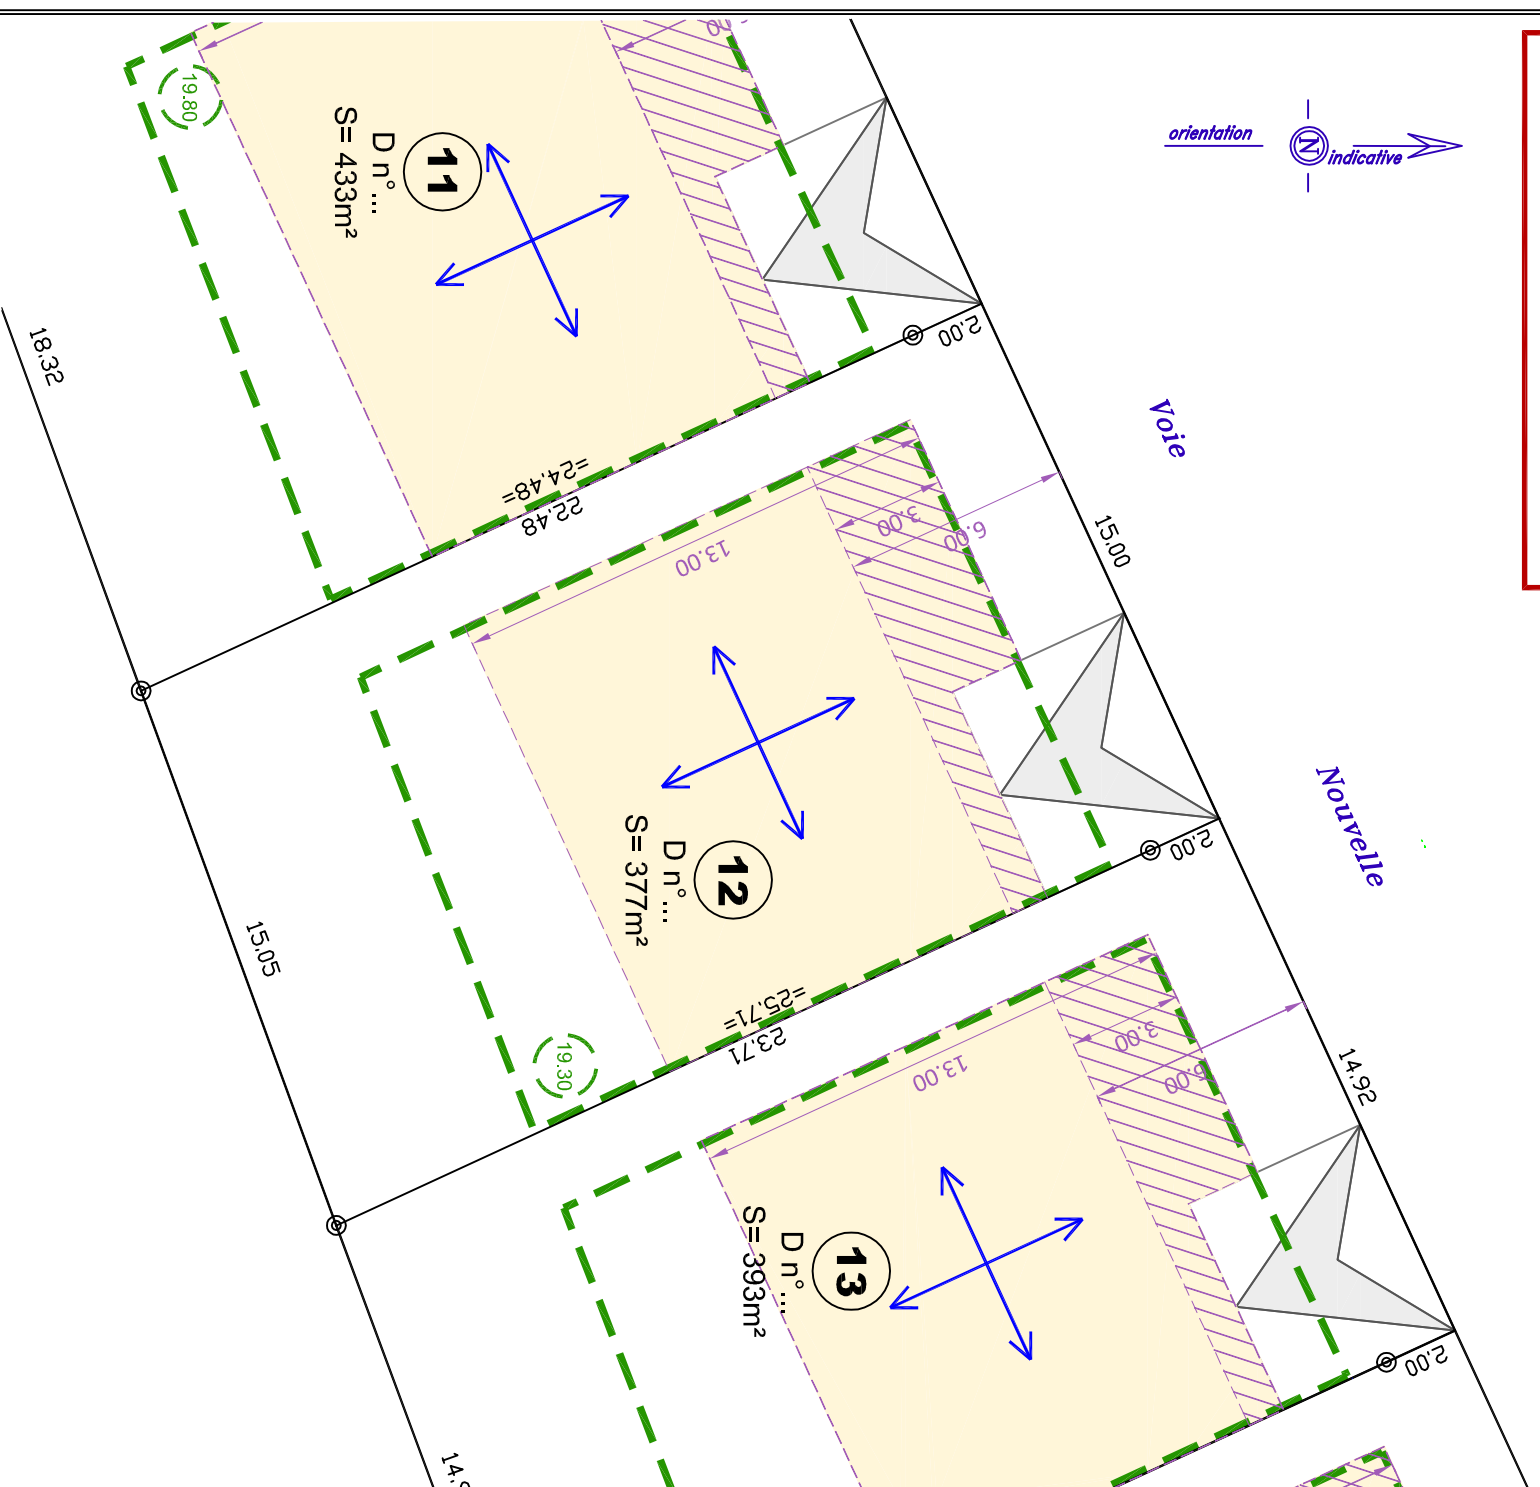 19.80
11
D n° ...
S= 433m²
3.00
orientation
N
indicative
18.32
2.00
Voie
=24.48=
22.48
3.00
6.00
13.00
15.00
12
D n° ...
S= 377m²
2.00
Nouvelle
15.05
=25.71=
23.71
19.30
3.00
6.00
13.00
14.92
13
D n° ...
S= 393m²
2.00